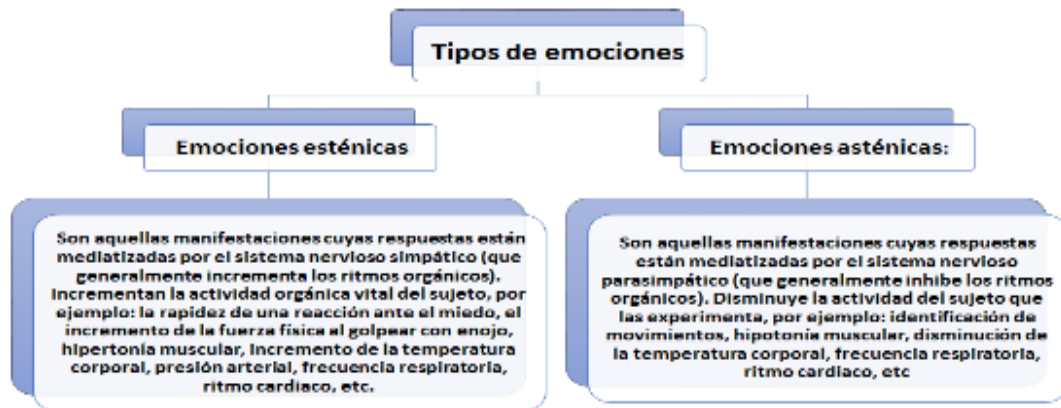 Tipos de emociones
Emociones esténicas
Emociones asténicas:
Son aquellas manifestaciones cuyas respuestas están
mediatizadas por el sistema nervioso simpático (que
generalmente incrementa los ritmos orgánicos).
Incrementan la actividad orgánica vital del sujeto, por
ejemplo: la rapidez de una reacción ante el miedo, el
incremento de la fuerza física al golpear con enojo,
hipertonía muscular, incremento de la temperatura
corporal, presión arterial, frecuencia respiratoria,
ritmo cardiaco, etc.
Son aquellas manifestaciones cuyas respuestas
están mediatizadas por el sistema nervioso
parasimpático (que generalmente inhibe los ritmos
orgánicos). Disminuye la actividad del sujeto que
las experimenta, por ejemplo: identificación de
movimientos, hipotonía muscular, disminución de
la temperatura corporal, frecuencia respiratoria,
ritmo cardiaco, etc